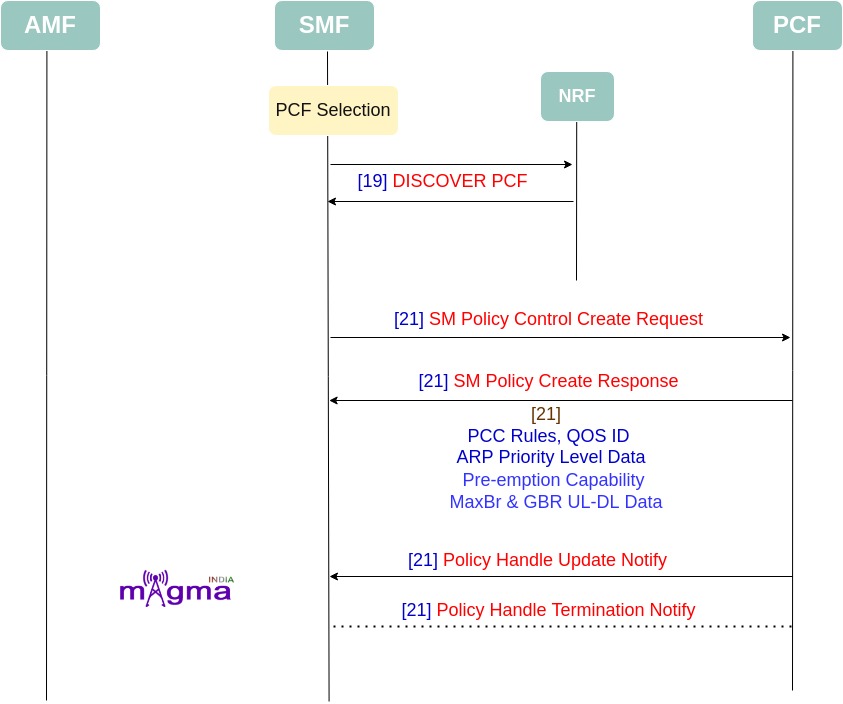 AMF
SMF
PCF
NRF
PCF Selection
[19] DISCOVER PCF
[21] SM Policy Control Create Request
[21] SM Policy Create Response
[21]
PCC Rules, QOS ID
ARP Priority Level Data
Pre-emption Capability
MaxBr & GBR UL-DL Data
[21] Policy Handle Update Notify
INDIA
magma
[21] Policy Handle Termination Notify